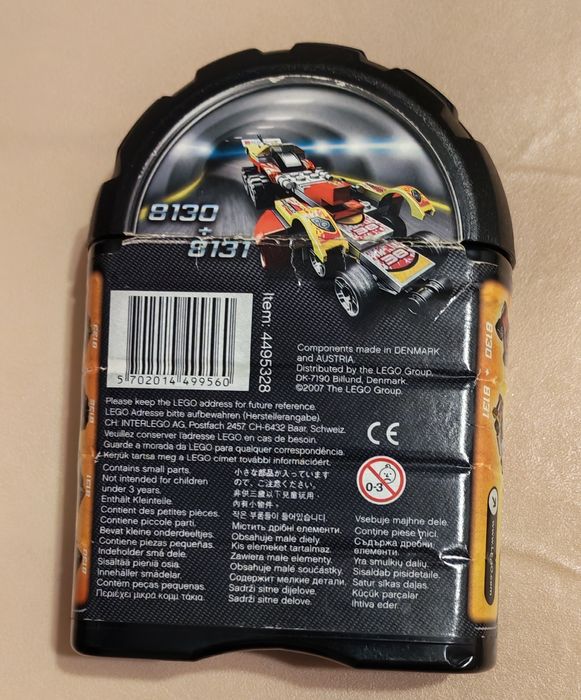 8130
+
8131
5 702014 499560
Item: 4495328
Components made in DENMARK
and AUSTRIA.
Distributed by the LEGO Group,
DK-7190 Billund, Denmark.
©2007 The LEGO Group.
Please keep the LEGO address for future reference.
LEGO Adresse bitte aufbewahren (Herstellerangabe).
CH: INTERLEGO AG, Postfach 2457, CH-6432 Baar, Schweiz.
Veuillez conserver l'adresse LEGO en cas de besoin.
Guarde a morada da LEGO para qualquer correspondência.
Kérjük tartsa meg a LEGO címet további információért.
CE
0-3
Contains small parts.
Not intended for children
under 3 years.
Enthält Kleinteile.
Contient des petites pièces.
Contiene piccole parti.
Bevat kleine onderdeeltjes.
Contiene piezas pequeñas.
Indeholder små dele.
Sisältää pieniä osia.
Innehåller smådelar.
Contém peças pequenas.
Περιέχει μικρά κομμάτάκια.
小さな部品が入っています
ので、ご注意ください。
非供三歲以下兒童玩用,
內有小物件。
작은 부품들이 들어있습니다
Містить дрібні елементи.
Obsahuje malé diely.
Kis elemeket tartalmaz.
Zawiera małe elementy.
Obsahuje malé součástky.
Содержит мелкие детали.
Sadrži sitne dijelove.
Sadrži sitne delove.
Vsebuje majhne dele.
Conţine piese mici.
Съдържа дробни
елементи.
Yra smulkių dalių.
Sisaldab pisidetaile.
Satur sīkas daļas.
Küçük parçalar
ihtiva eder.
8130 + 8131
www.LEGO.com